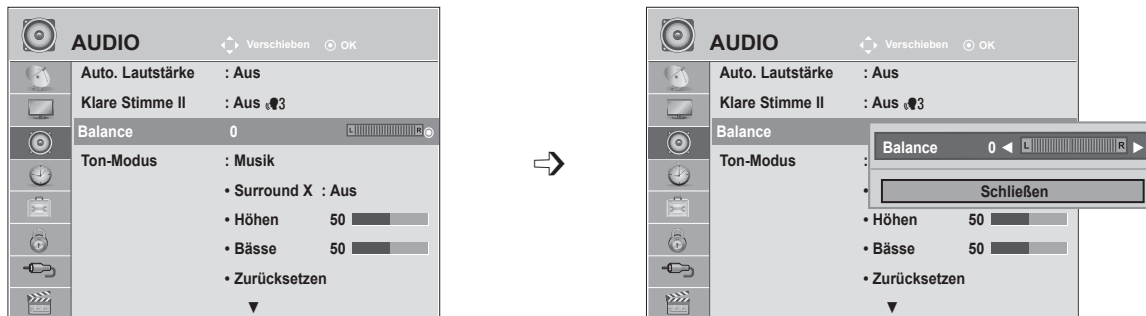 AUDIO
Verschieben OK
Auto. Lautstärke : Aus
Klare Stimme II : Aus 3
Balance 0 L R
Ton-Modus : Musik
• Surround X : Aus
• Höhen 50
• Bässe 50
• Zurücksetzen
▼
AUDIO
Verschieben OK
Auto. Lautstärke : Aus
Klare Stimme II : Aus 3
Balance
Ton-Modus :
•
• Höhen 50
• Bässe 50
• Zurücksetzen
▼
Balance 0 ◄ L R ►
Schließen